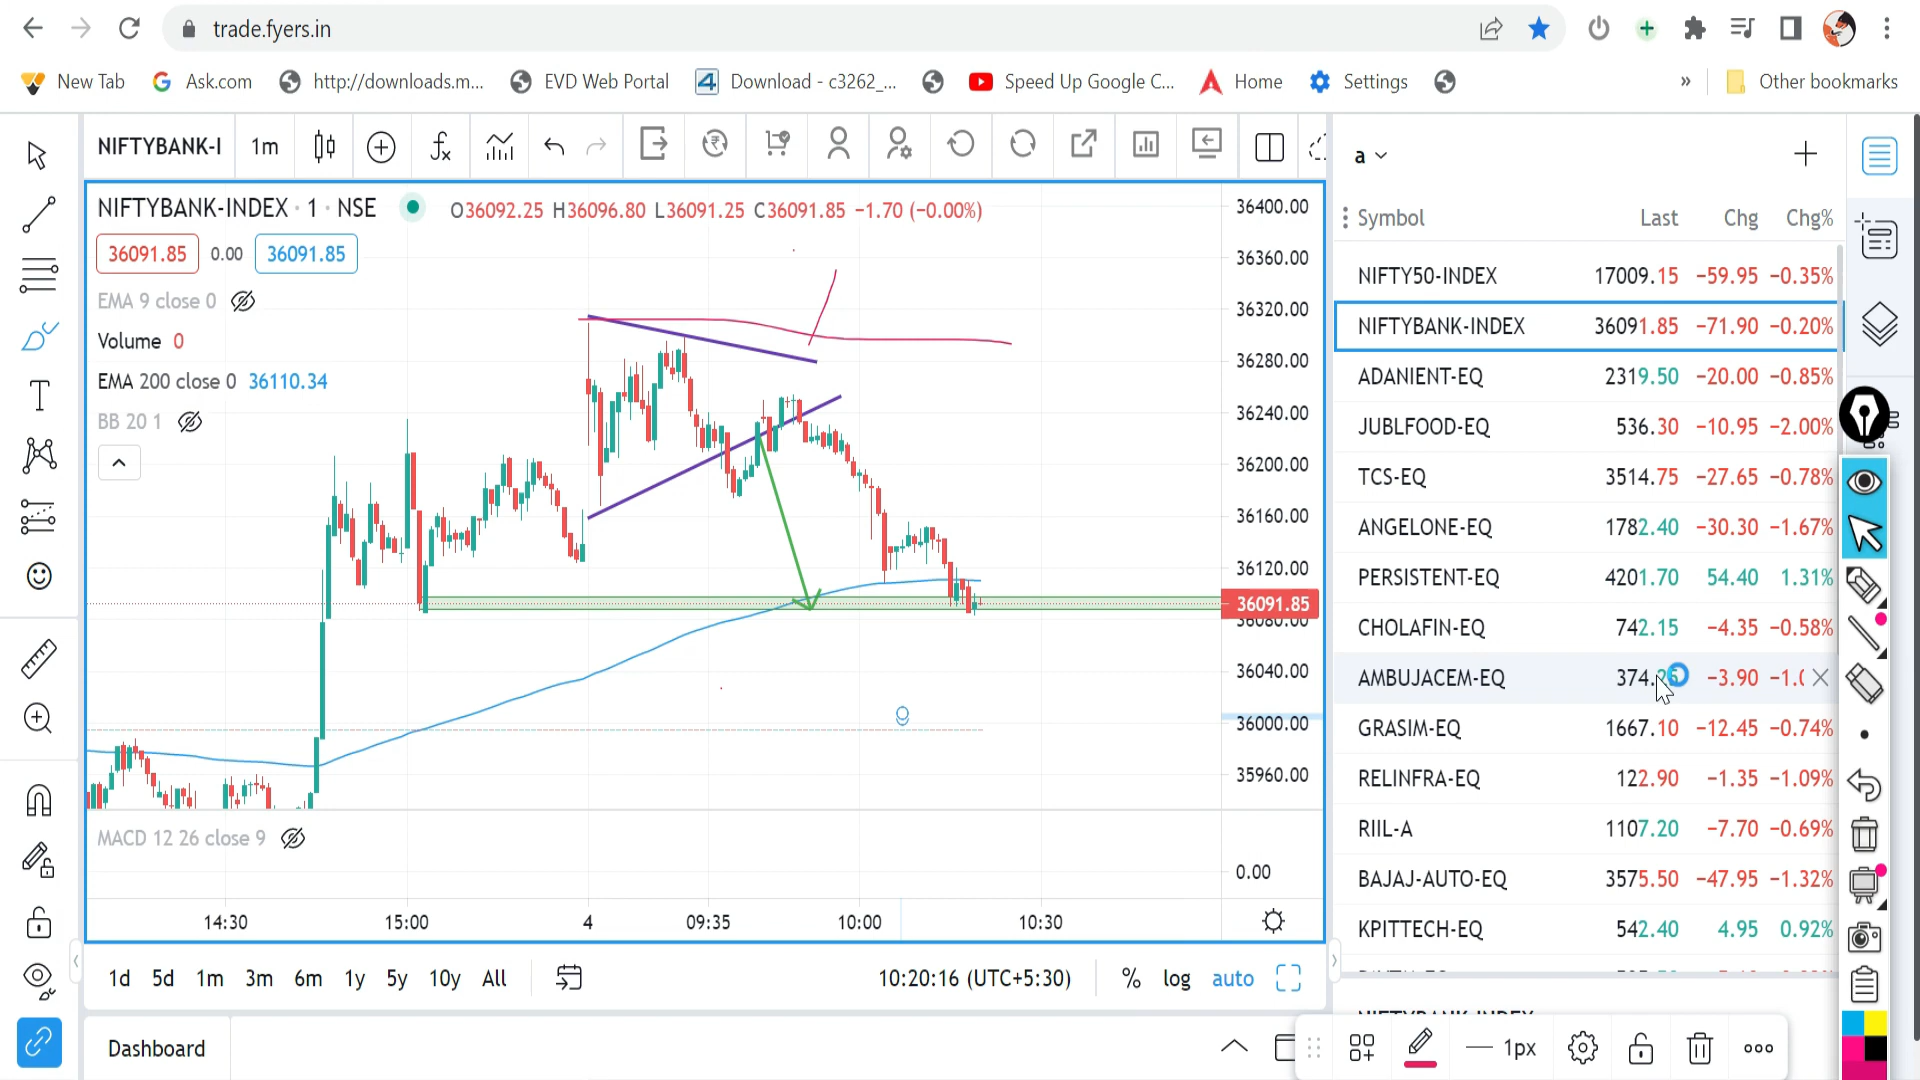 trade.fyers.in
New Tab
Ask.com
http://downloads.m...
EVD Web Portal
Download - c3262_...
Speed Up Google C...
Home
Settings
»
Other bookmarks
NIFTYBANK-I
1m
NIFTYBANK-INDEX · 1 · NSE
O36092.25 H36096.80 L36091.25 C36091.85 −1.70 (−0.00%)
36091.85
0.00
36091.85
EMA 9 close 0
Volume 0
EMA 200 close 0 36110.34
BB 20 1
36400.00
36360.00
36320.00
36280.00
36240.00
36200.00
36160.00
36120.00
36091.85
36080.00
36040.00
36000.00
35960.00
MACD 12 26 close 9
0.00
14:30
15:00
4
09:35
10:00
10:30
1d 5d 1m 3m 6m 1y 5y 10y All
10:20:16 (UTC+5:30)
% log auto
Dashboard
1px
a
Symbol Last Chg Chg%
NIFTY50-INDEX 17009.15 −59.95 −0.35%
NIFTYBANK-INDEX 36091.85 −71.90 −0.20%
ADANIENT-EQ 2319.50 −20.00 −0.85%
JUBLFOOD-EQ 536.30 −10.95 −2.00%
TCS-EQ 3514.75 −27.65 −0.78%
ANGELONE-EQ 1782.40 −30.30 −1.67%
PERSISTENT-EQ 4201.70 54.40 1.31%
CHOLAFIN-EQ 742.15 −4.35 −0.58%
AMBUJACEM-EQ −3.90
GRASIM-EQ 1667.10 −12.45 −0.74%
RELINFRA-EQ 122.90 −1.35 −1.09%
RIIL-A 1107.20 −7.70 −0.69%
BAJAJ-AUTO-EQ 3575.50 −47.95 −1.32%
KPITTECH-EQ 542.40 4.95 0.92%